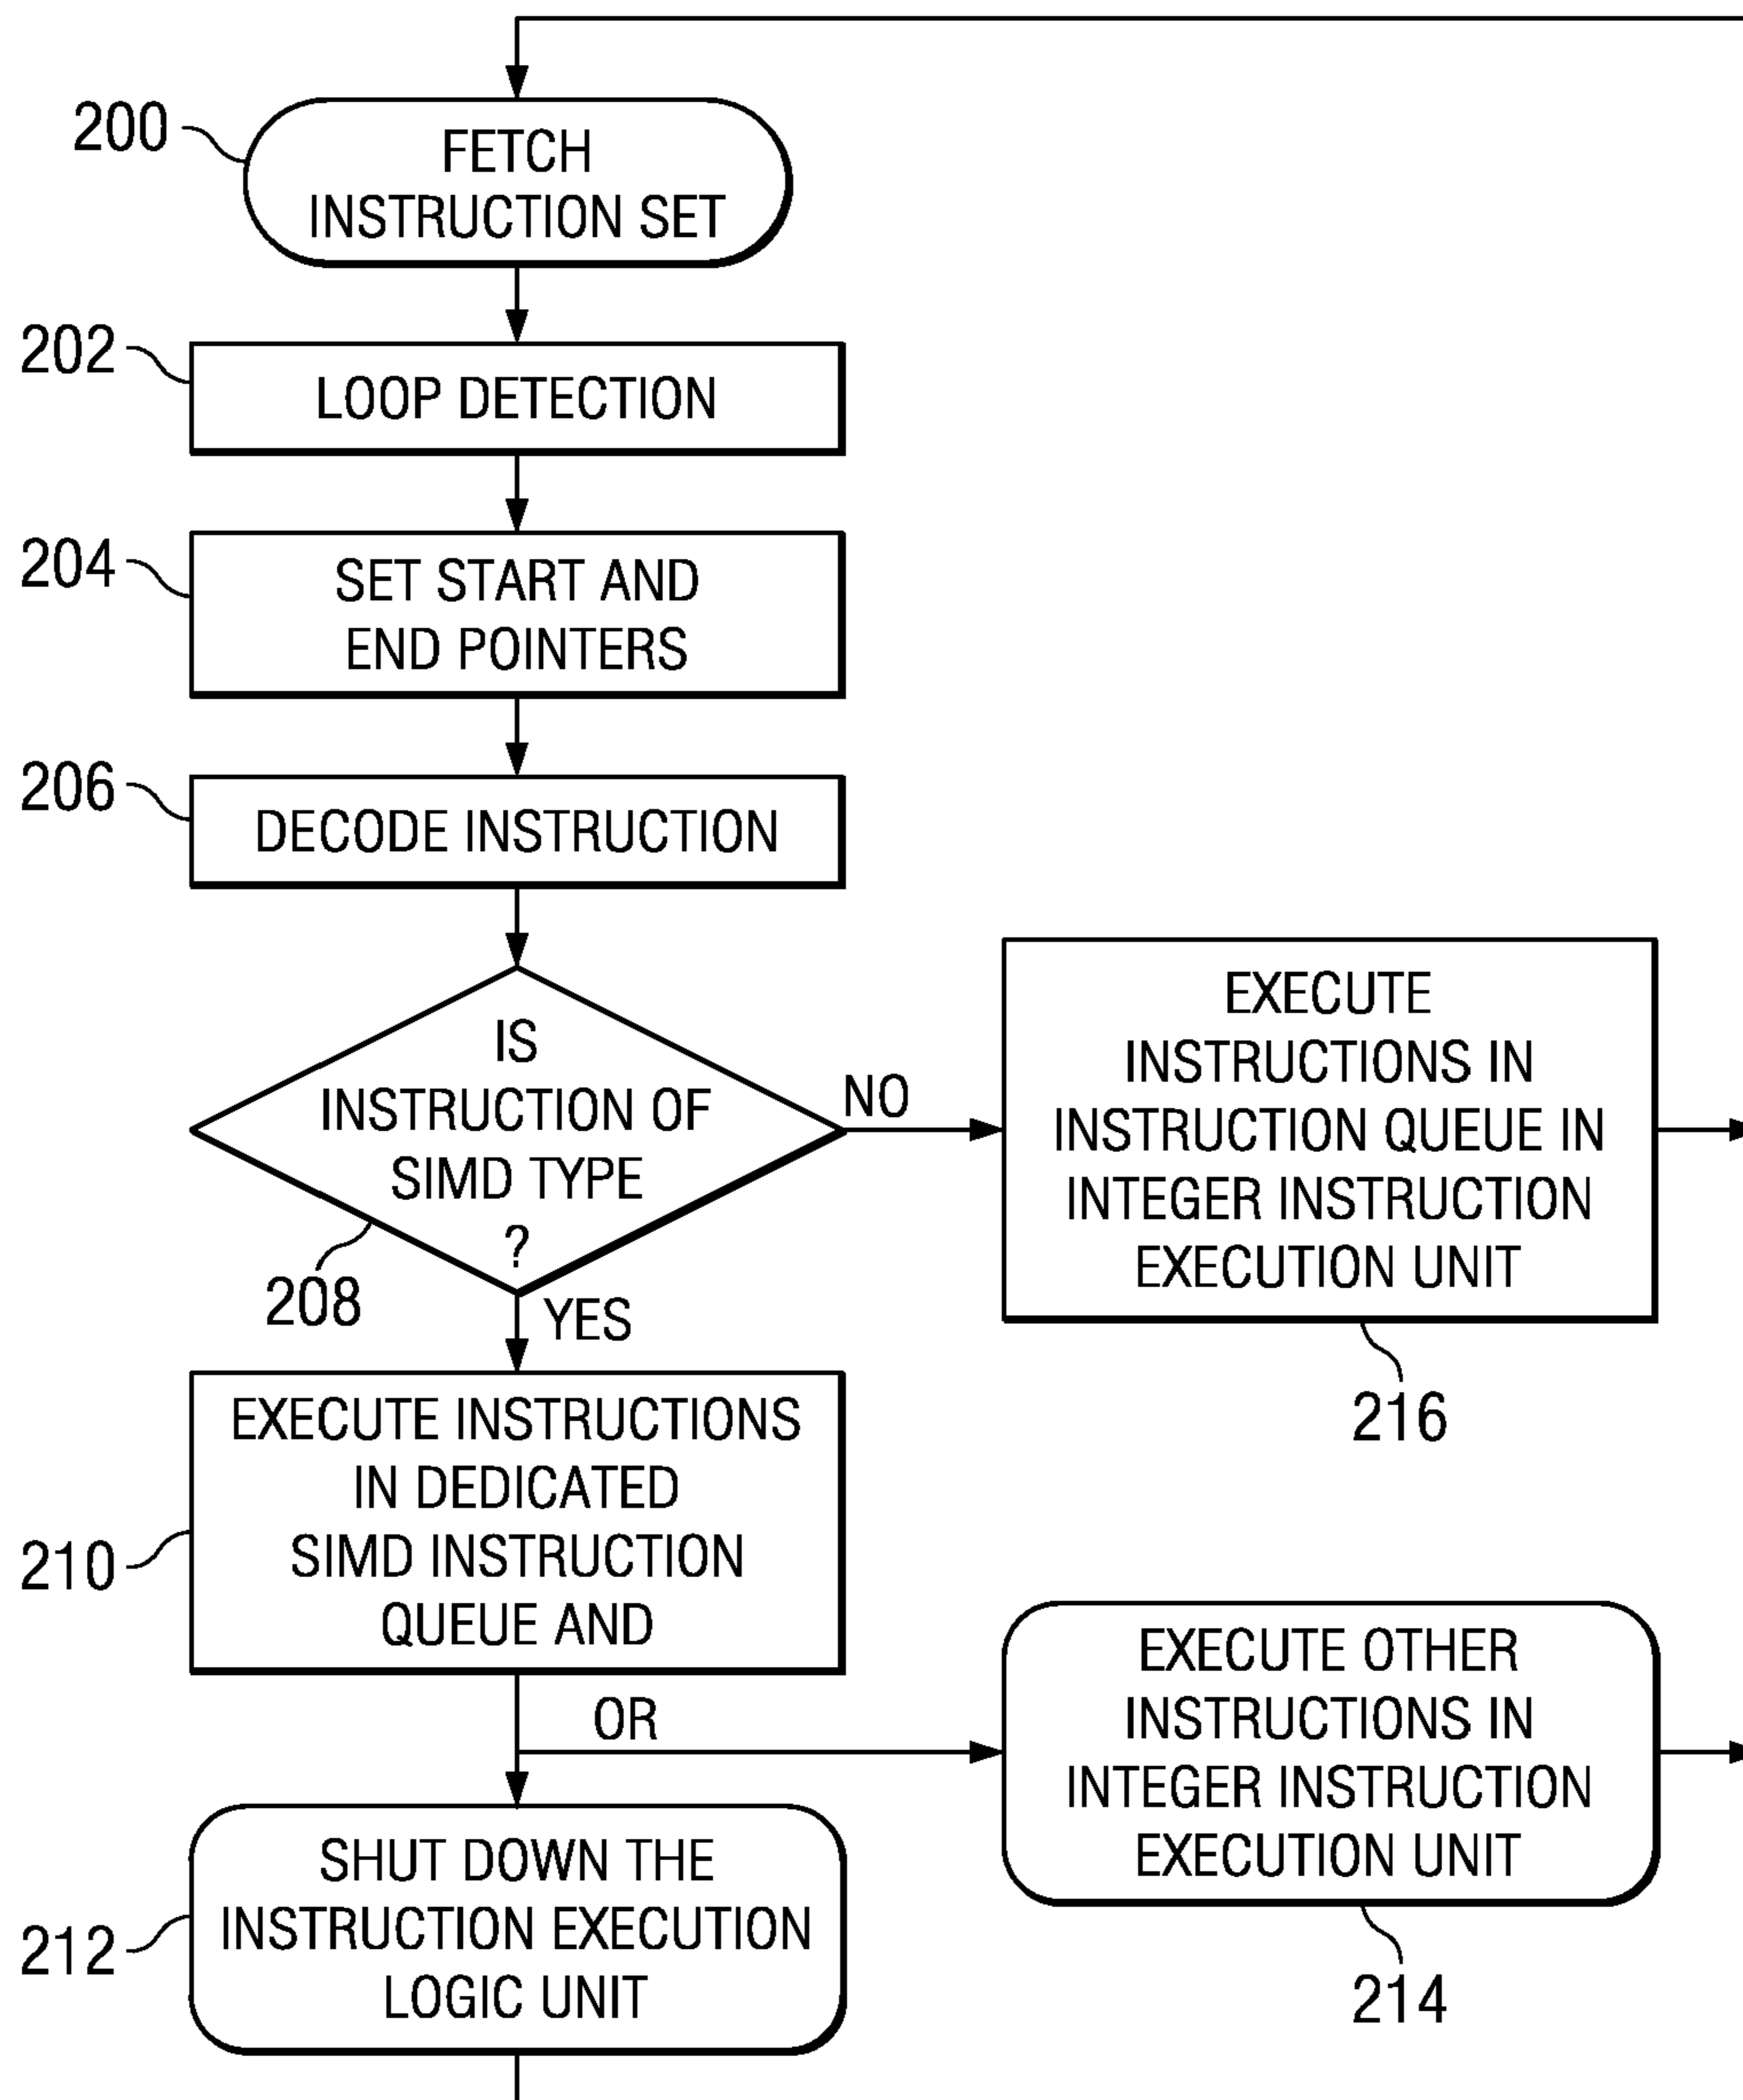 200
FETCH
INSTRUCTION SET
202
LOOP DETECTION
204
SET START AND
END POINTERS
206
DECODE INSTRUCTION
IS
INSTRUCTION OF
SIMD TYPE
?
208
NO
EXECUTE
INSTRUCTIONS IN
INSTRUCTION QUEUE IN
INTEGER INSTRUCTION
EXECUTION UNIT
216
YES
210
EXECUTE INSTRUCTIONS
IN DEDICATED
SIMD INSTRUCTION
QUEUE AND
OR
EXECUTE OTHER
INSTRUCTIONS IN
INTEGER INSTRUCTION
EXECUTION UNIT
214
212
SHUT DOWN THE
INSTRUCTION EXECUTION
LOGIC UNIT